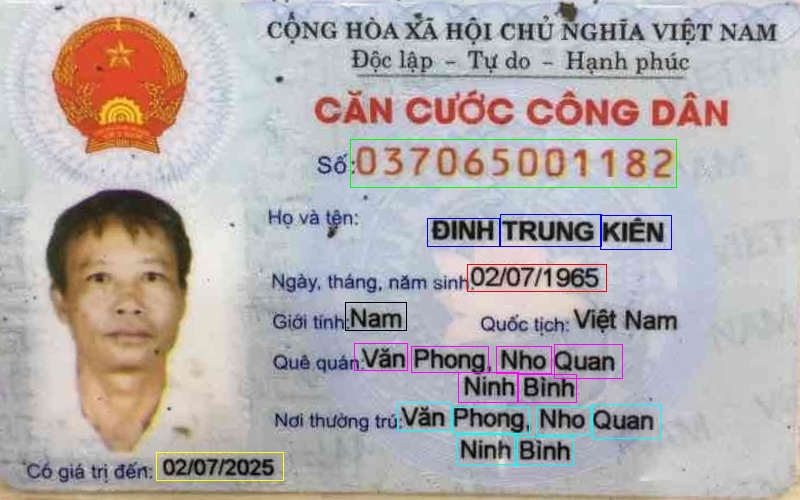 CỘNG HÒA XÃ HỘI CHỦ NGHĨA VIỆT NAM
Độc lập - Tự do - Hạnh phúc
CĂN CƯỚC CÔNG DÂN
Số: 037065001182
Họ và tên:
ĐINH TRUNG KIÊN
Ngày, tháng, năm sinh: 02/07/1965
Giới tính: Nam Quốc tịch: Việt Nam
Quê quán: Văn Phong, Nho Quan
Ninh Bình
Nơi thường trú: Văn Phong, Nho Quan
Ninh Bình
Có giá trị đến: 02/07/2025